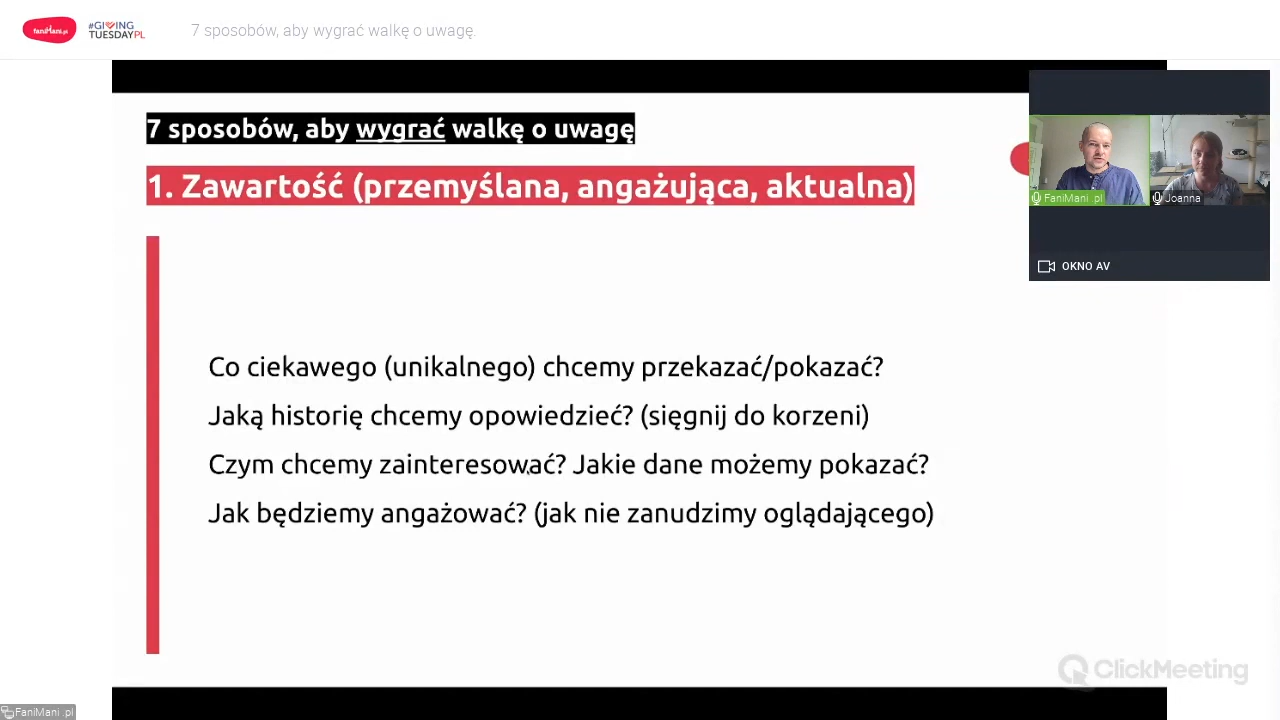 faniMani.pl
#GIVING
TUESDAYPL
7 sposobów, aby wygrać walkę o uwagę.
7 sposobów, aby wygrać walkę o uwagę
1. Zawartość (przemyślana, angażująca, aktualna)
FaniMani .pl
Joanna
OKNO AV
Co ciekawego (unikalnego) chcemy przekazać/pokazać?
Jaką historię chcemy opowiedzieć? (sięgnij do korzeni)
Czym chcemy zainteresować? Jakie dane możemy pokazać?
Jak będziemy angażować? (jak nie zanudzimy oglądającego)
ClickMeeting
FaniMani .pl